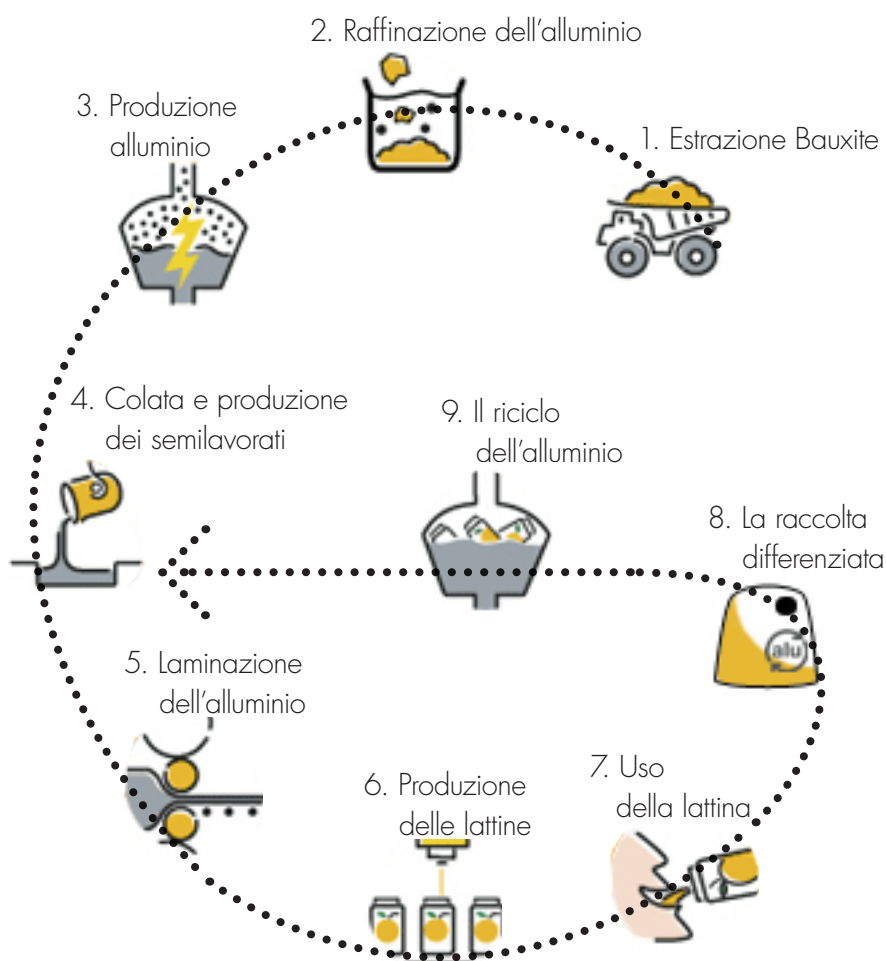 1. Estrazione Bauxite
2. Raffinazione dell'alluminio
3. Produzione
alluminio
4. Colata e produzione
dei semilavorati
5. Laminazione
dell'alluminio
6. Produzione
delle lattine
7. Uso
della lattina
8. La raccolta
differenziata
alu
9. Il riciclo
dell'alluminio